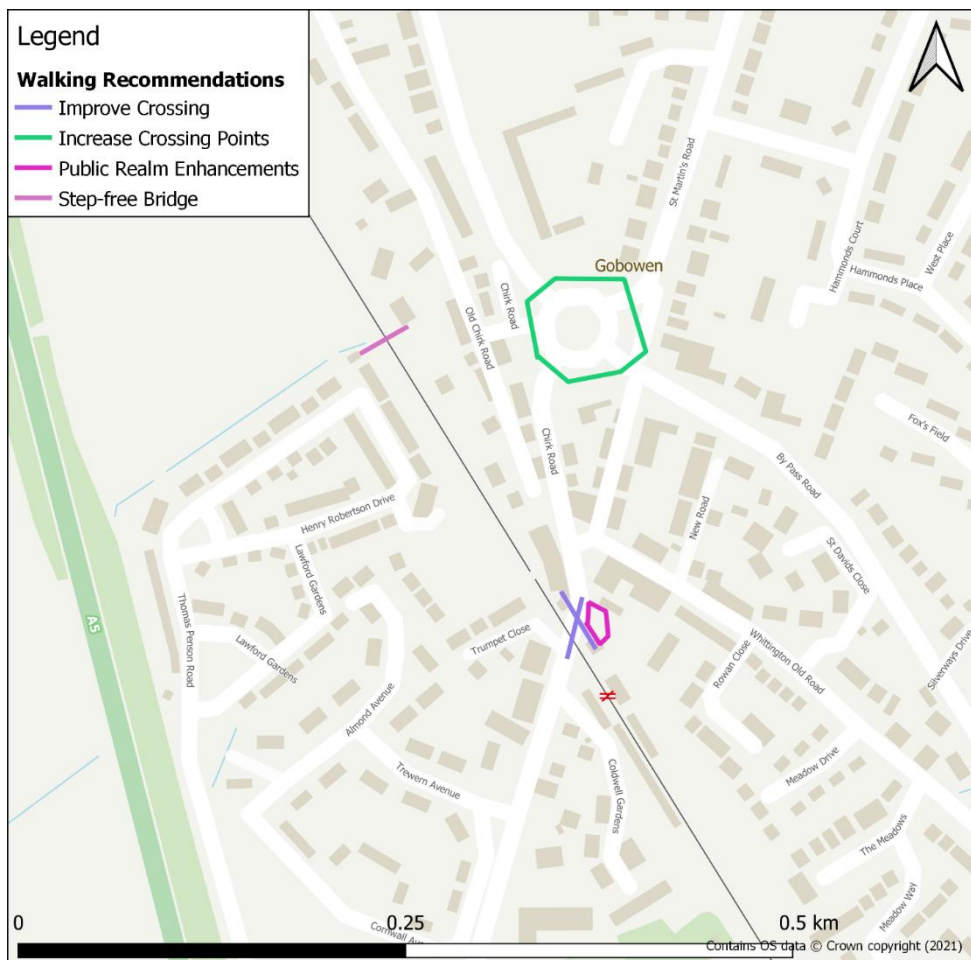 Legend
Walking Recommendations
Improve Crossing
Increase Crossing Points
Public Realm Enhancements
Step-free Bridge
St Martin's Road
Gobowen
Hammonds Court
West Place
Hammonds Place
Chirk Road
Old Chirk Road
Fox's Field
Chirk Road
By Pass Road
Henry Robertson Drive
New Road
St Davids Close
Lawford Gardens
A5
Thomas Penson Road
Trumpet Close
Lawford Gardens
Whittington Old Road
Rowan Close
Silverways Drive
Almond Avenue
Trewern Avenue
Coldwell Gardens
Meadow Drive
The Meadows
Meadow Way
0
0.25
0.5 km
Contains OS data © Crown copyright (2021)